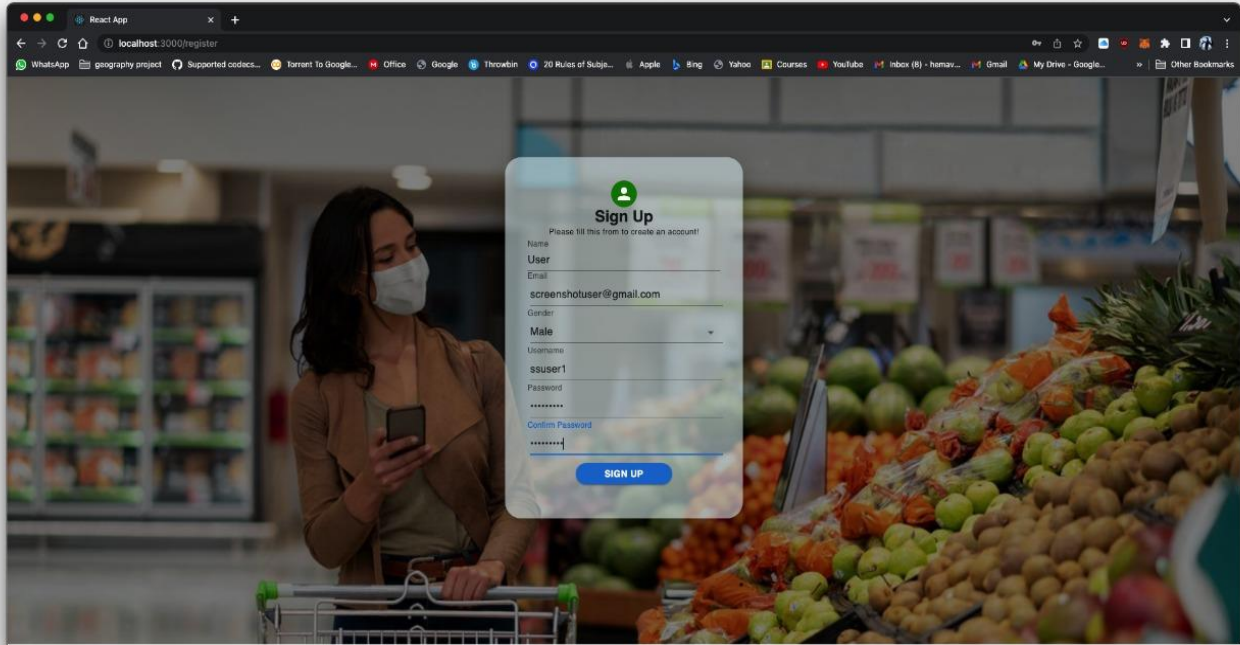 React App
localhost:3000/register
WhatsApp geography project Supported codecs... Torrent To Google... Office Google Throwbin 20 Rules of Subje... Apple Bing Yahoo Courses YouTube Inbox (6) - hemav... Gmail My Drive - Google... » Other Bookmarks
Sign Up
Please fill this from to create an account!
Name
User
Email
screenshotuser@gmail.com
Gender
Male
Username
ssuser1
Password
•••••••••
Confirm Password
•••••••••
SIGN UP